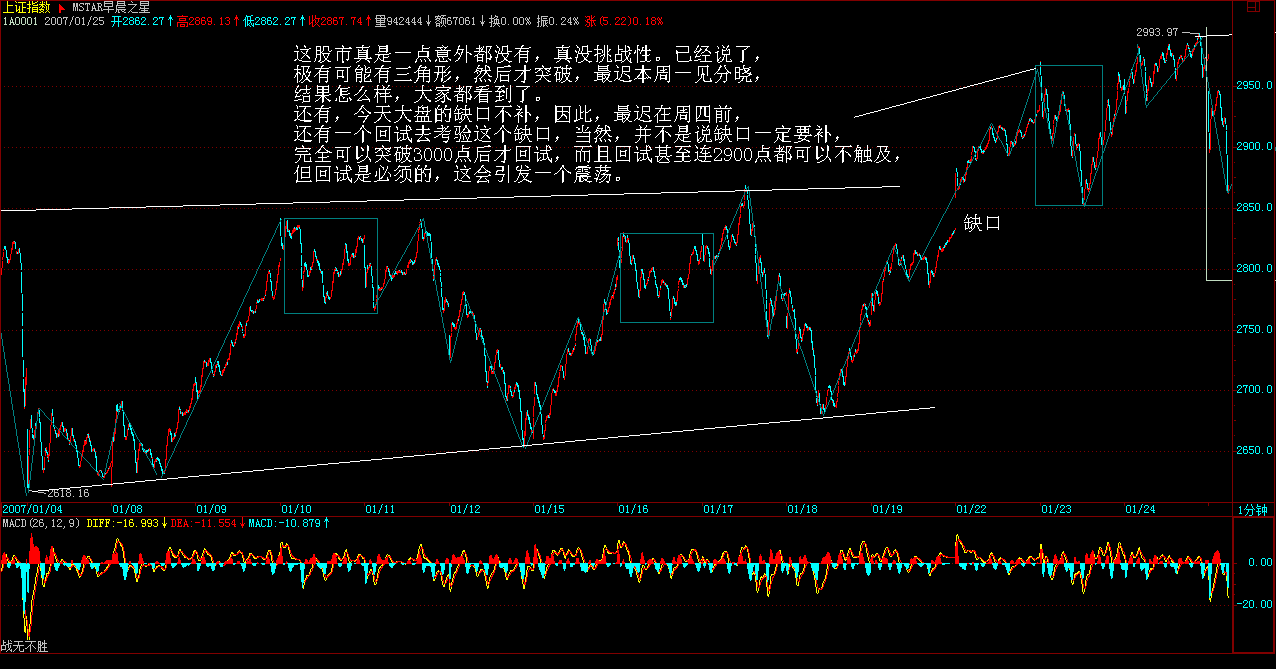 上证指数 MSTAR早晨之星
1A0001 2007/01/25 开2862.27↑高2869.13↑低2862.27↑收2867.74↑量942444↓额67061↓换0.00% 振0.24% 涨(5.22)0.18%
2993.97
这股市真是一点意外都没有，真没挑战性。已经说了，
极有可能有三角形，然后才突破，最迟本周一见分晓，
结果怎么样，大家都看到了。
还有，今天大盘的缺口不补，因此，最迟在周四前，
还有一个回试去考验这个缺口，当然，并不是说缺口一定要补，
完全可以突破3000点后才回试，而且回试甚至连2900点都可以不触及，
但回试是必须的，这会引发一个震荡。
2950.0
2900.0
2850.0
缺口
2800.0
2750.0
2700.0
2650.0
2618.16
2007/01/04 01/08 01/09 01/10 01/11 01/12 01/15 01/16 01/17 01/18 01/19 01/22 01/23 01/24 1分钟
MACD(26,12,9) DIFF:-16.993↓DEA:-11.554↓MACD:-10.879↑
0.00
-20.00
战无不胜